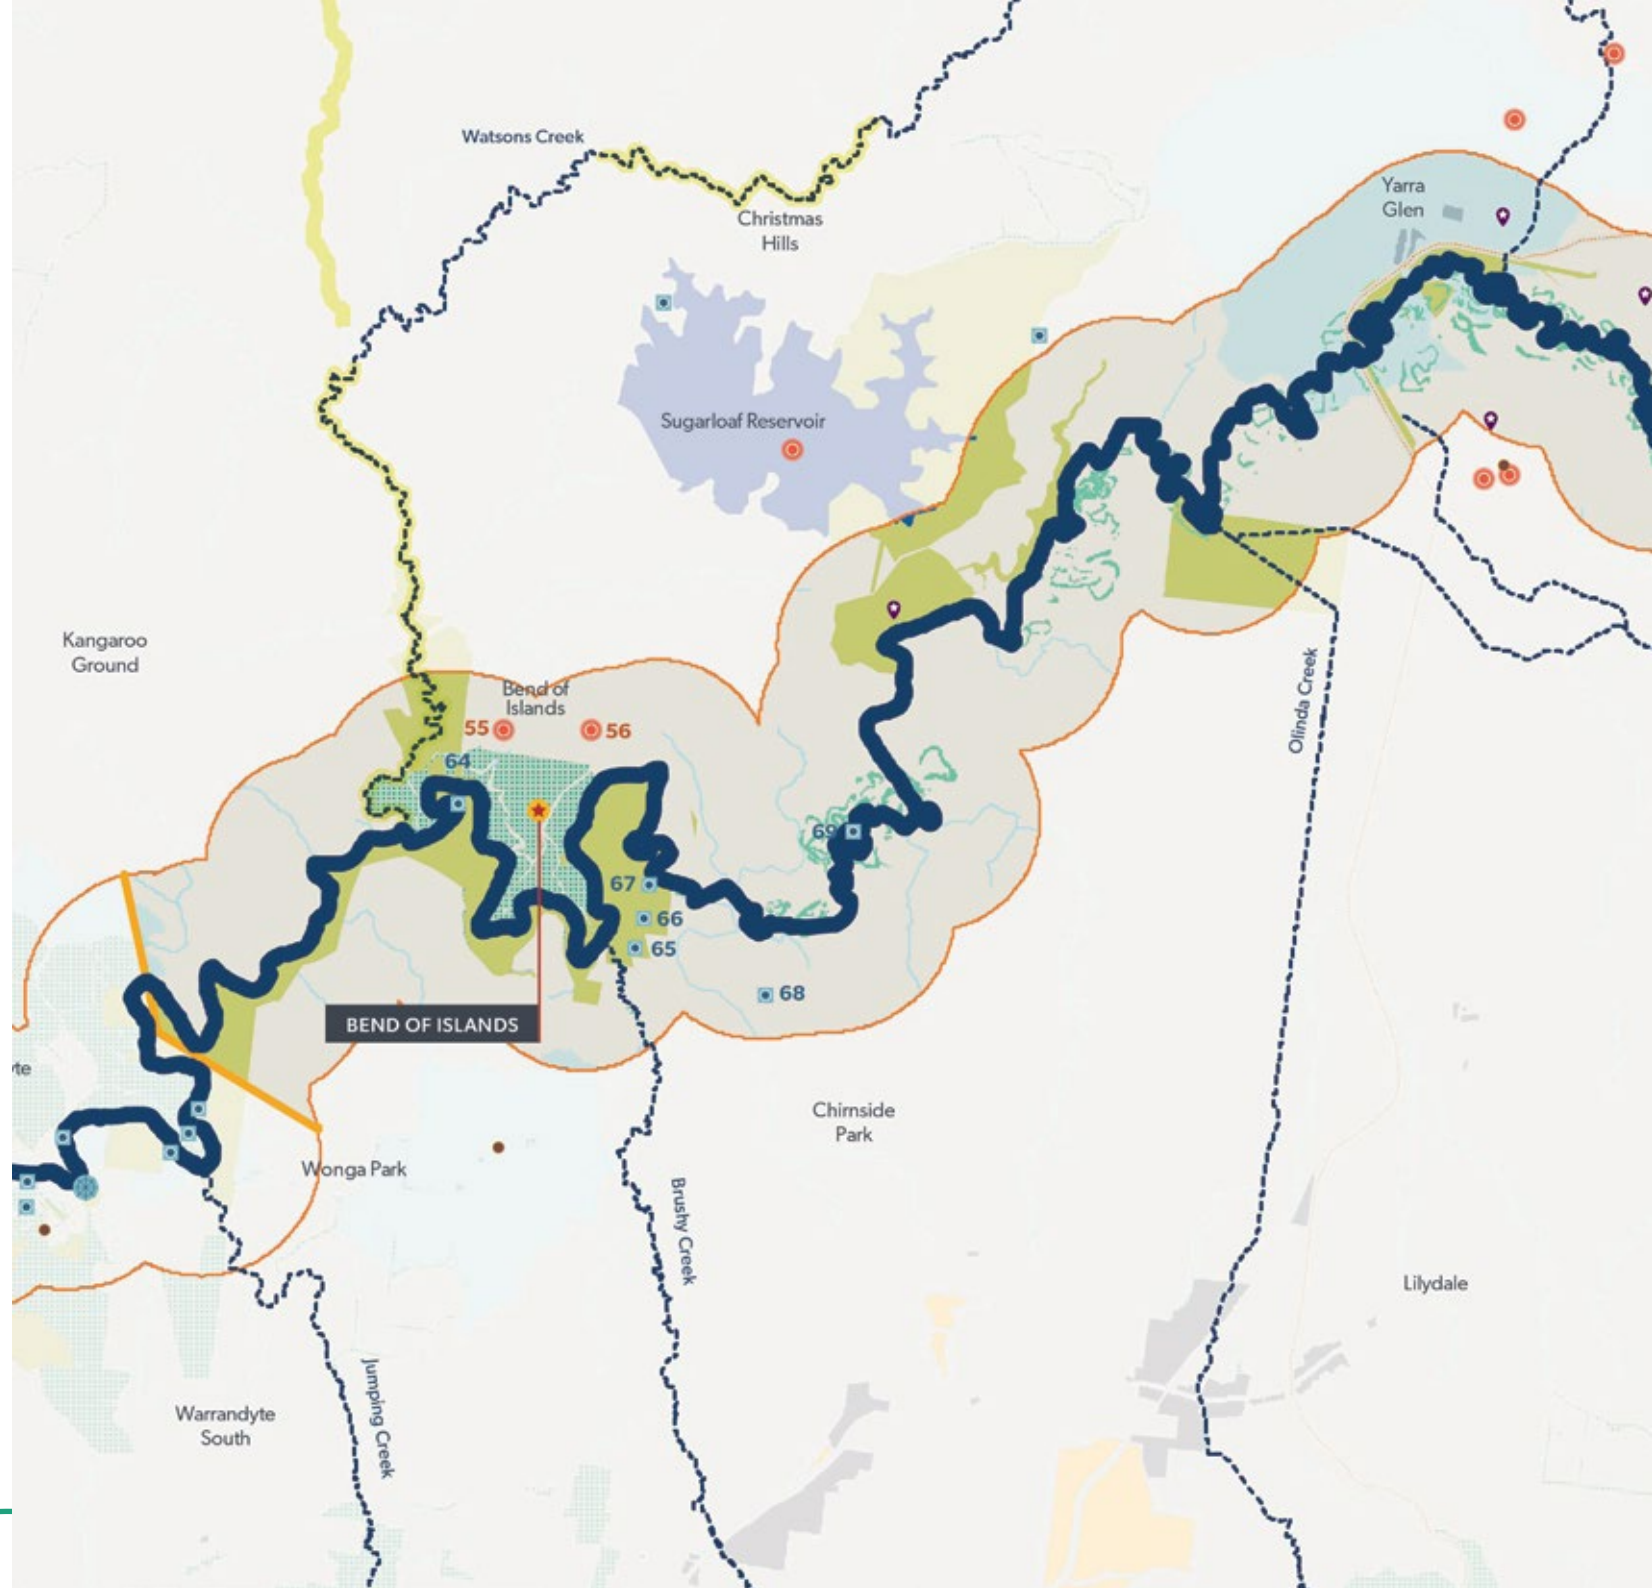 Watsons Creek
Christmas
Hills
Yarra
Glen
Sugarloaf Reservoir
Kangaroo
Ground
Bend of
Islands
55
56
64
Olinda Creek
69
67
66
65
68
BEND OF ISLANDS
yte
Chirnside
Park
Wonga Park
Brushy Creek
Lilydale
Jumping Creek
Warrandyte
South